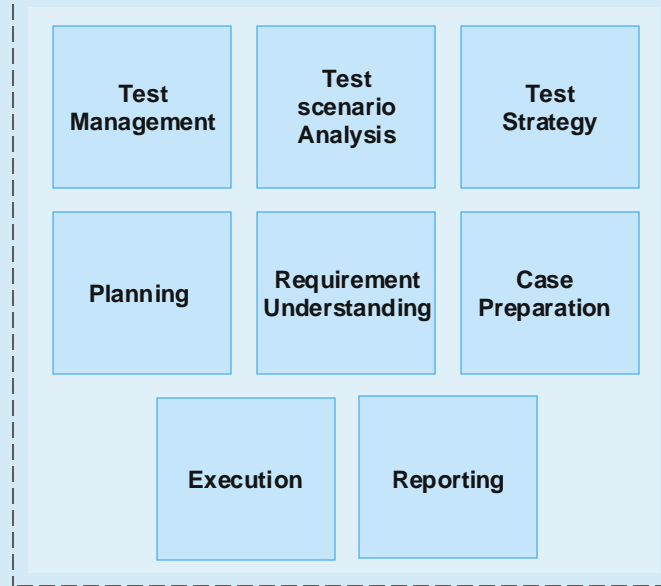 Test
Management
Test
scenario
Analysis
Test
Strategy
Planning
Requirement
Understanding
Case
Preparation
Execution
Reporting